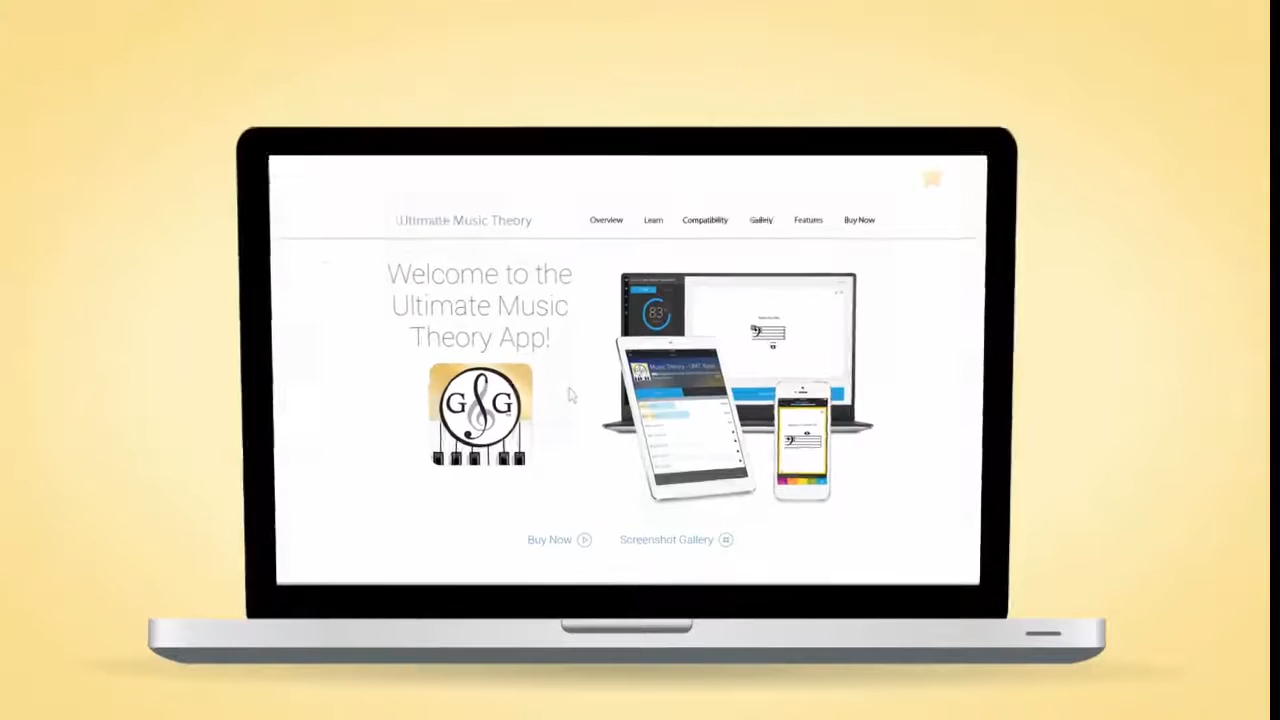 Ultimate Music Theory
Overview Learn Compatibility Gallery Features Buy Now
Welcome to the
Ultimate Music
Theory App!
G G
83
Music Theory - UMT Apps
Buy Now
Screenshot Gallery